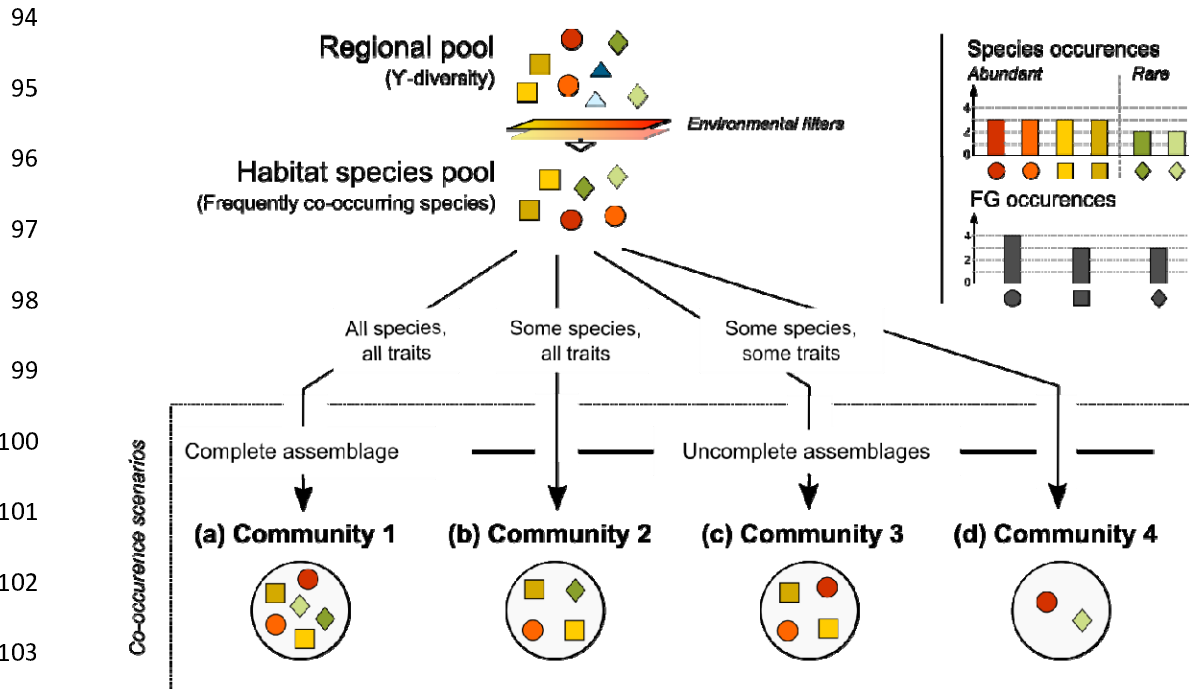 94
95
96
97
98
99
100
101
102
103
Regional pool
(ϒ-diversity)
Environmental filters
Habitat species pool
(Frequently co-occurring species)
Species occurences
Abundant
Rare
4
2
0
FG occurences
4
2
0
All species,
all traits
Some species,
all traits
Some species,
some traits
Co-occurence scenarios
Complete assemblage
Uncomplete assemblages
(a) Community 1
(b) Community 2
(c) Community 3
(d) Community 4